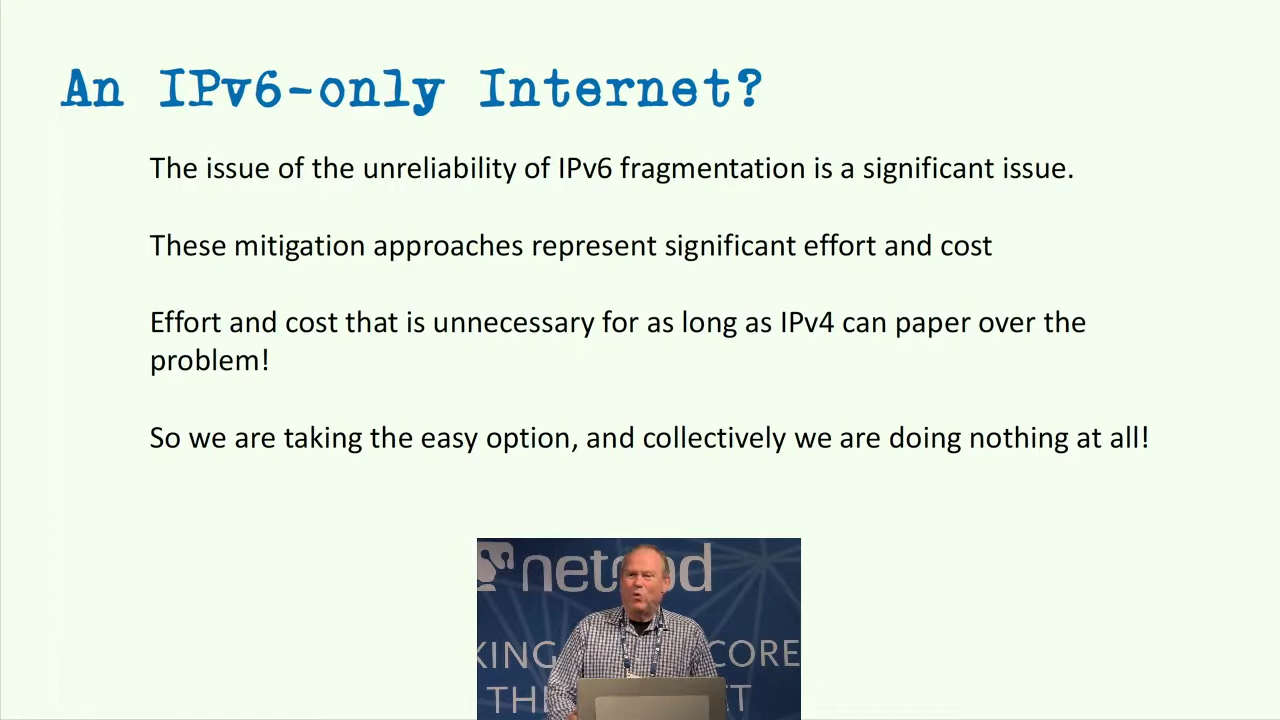 An IPv6-only Internet?
The issue of the unreliability of IPv6 fragmentation is a significant issue.
These mitigation approaches represent significant effort and cost
Effort and cost that is unnecessary for as long as IPv4 can paper over the
problem!
So we are taking the easy option, and collectively we are doing nothing at all!
CORE